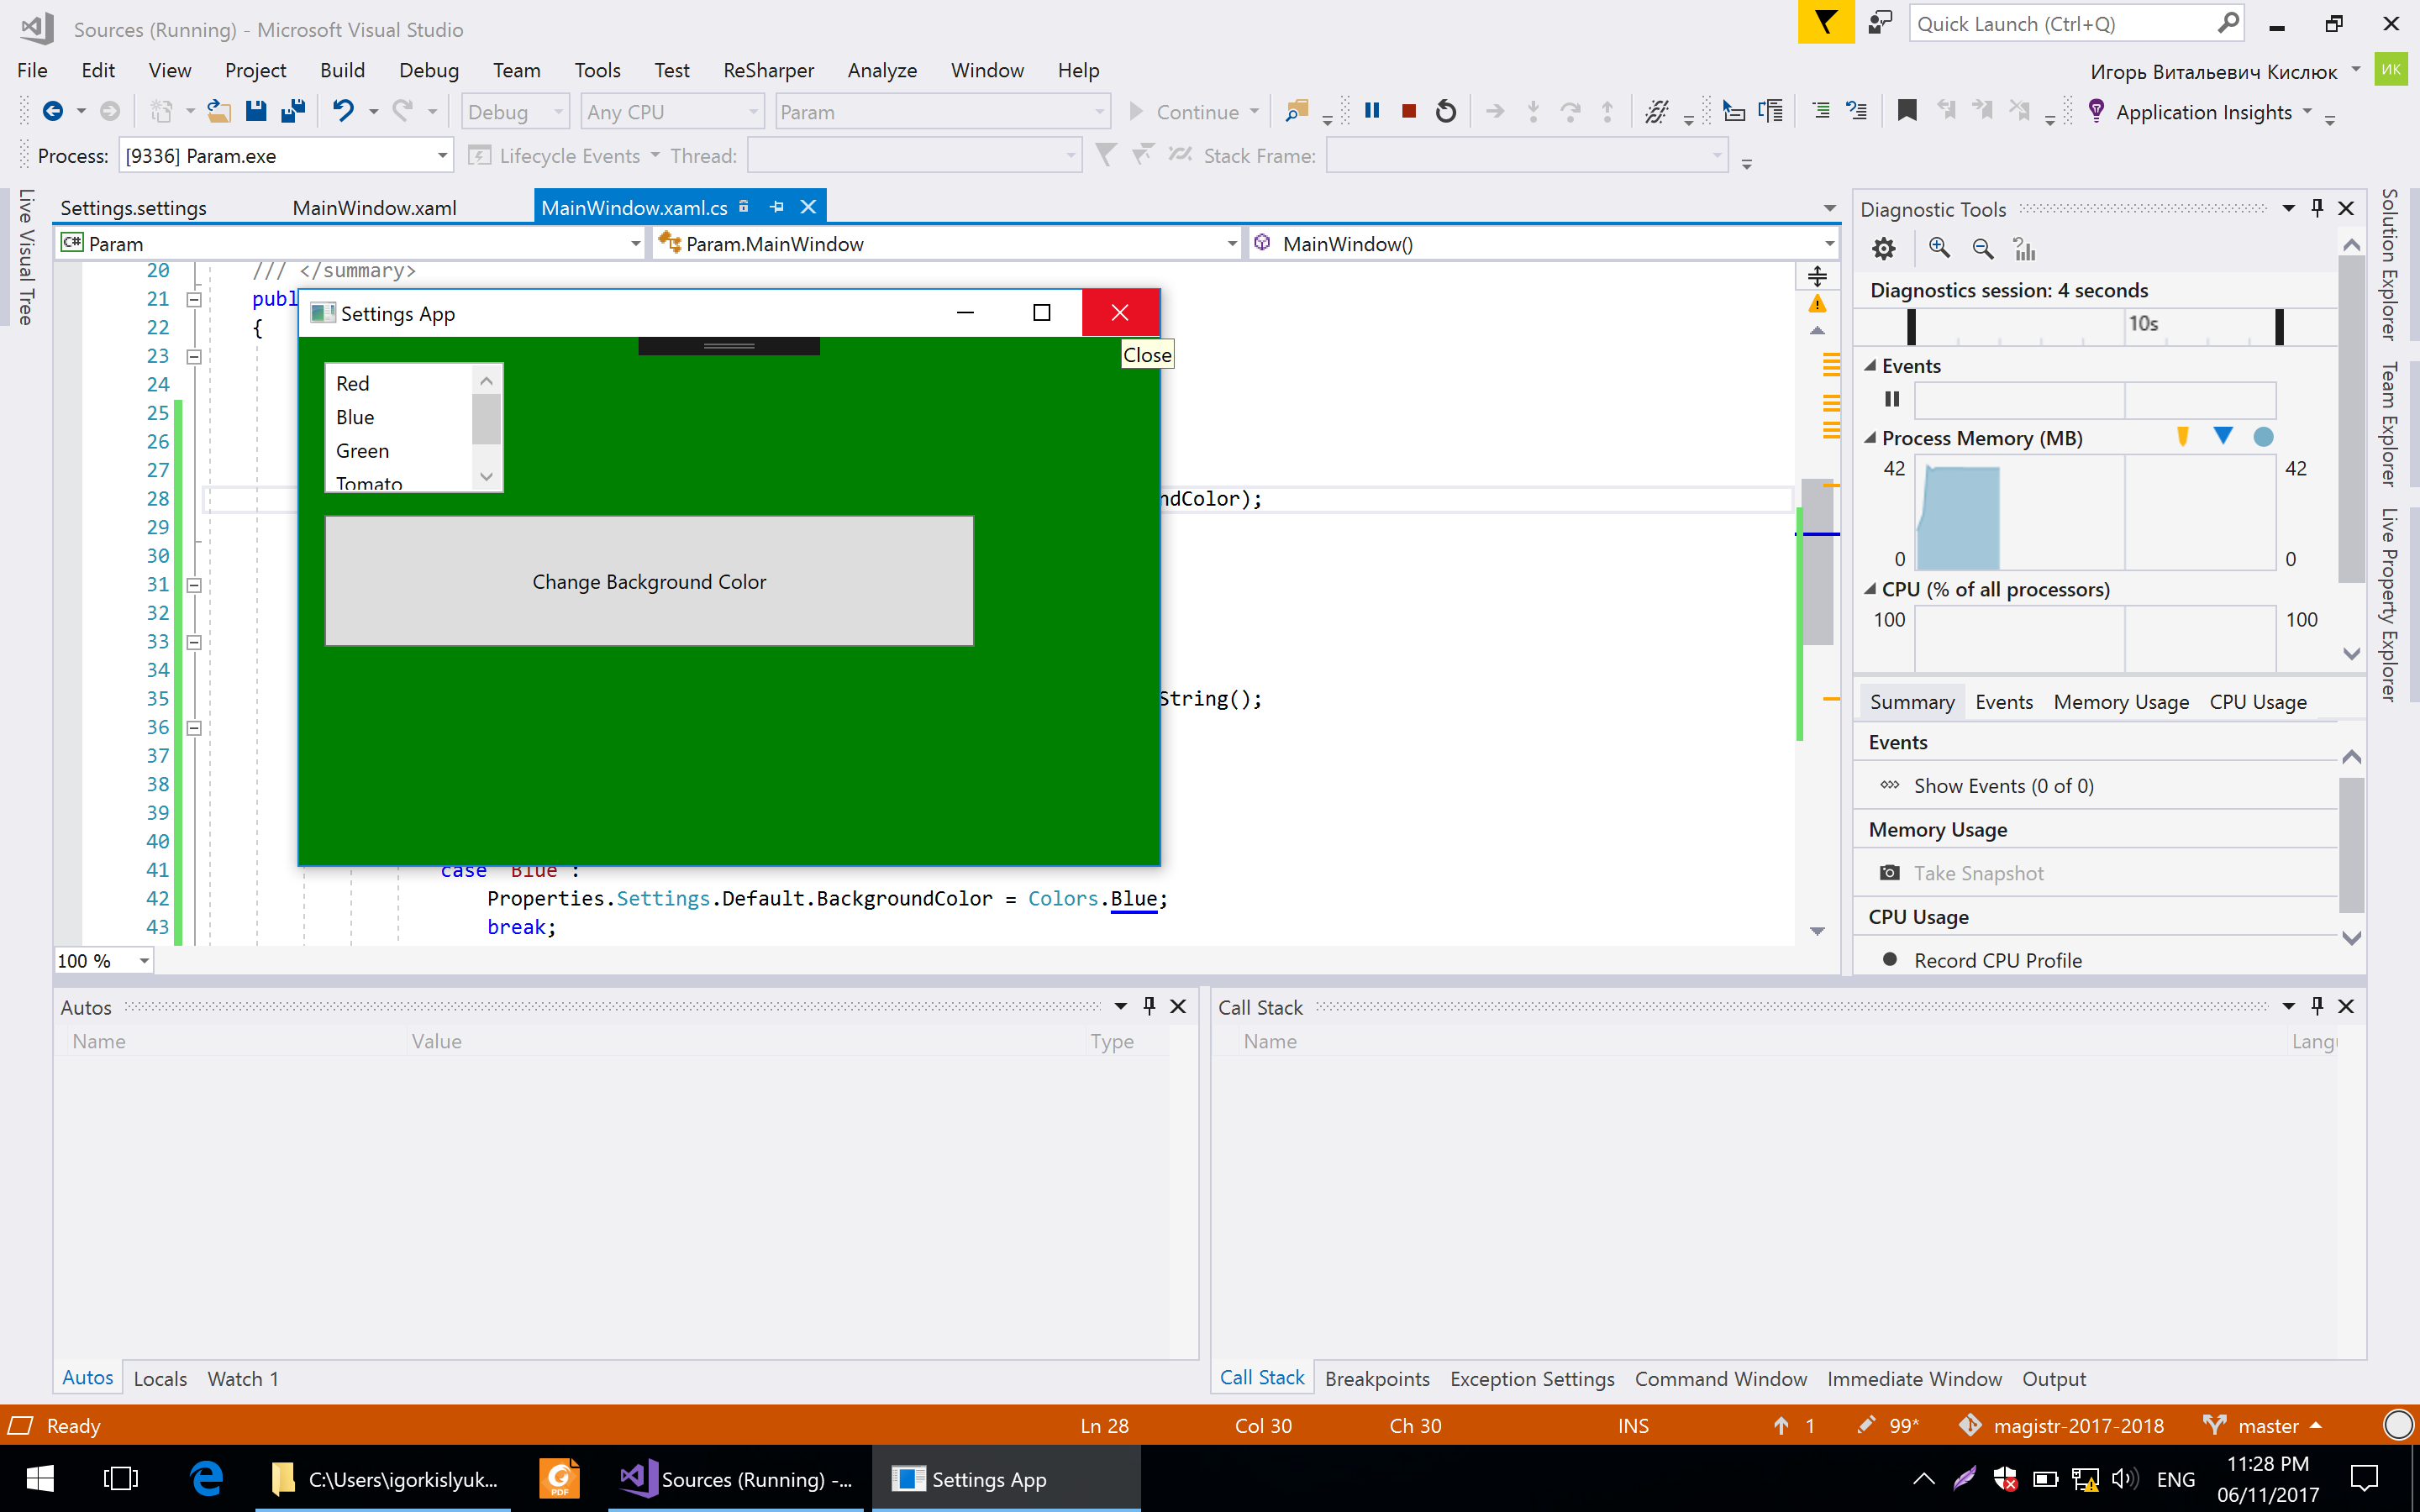 Sources (Running) - Microsoft Visual Studio
Quick Launch (Ctrl+Q)
File Edit View Project Build Debug Team Tools Test ReSharper Analyze Window Help
Игорь Витальевич Кислюк
ИК
Debug Any CPU Param Continue Application Insights
Process: [9336] Param.exe Lifecycle Events Thread: Stack Frame:
Live Visual Tree
Settings.settings MainWindow.xaml MainWindow.xaml.cs
Param Param.MainWindow MainWindow()
20 /// </summary>
21 publ
22 {
23
24
25
26
27
28 ndColor);
29
30
31
32
33
34
35 String();
36
37
38
39
40
41 case "Blue":
42 Properties.Settings.Default.BackgroundColor = Colors.Blue;
43 break;
100 %
Settings App
Close
Red
Blue
Green
Tomato
Change Background Color
Diagnostic Tools
Diagnostics session: 4 seconds
10s
Events
Process Memory (MB)
42 42
0 0
CPU (% of all processors)
100 100
Summary Events Memory Usage CPU Usage
Events
Show Events (0 of 0)
Memory Usage
Take Snapshot
CPU Usage
Record CPU Profile
Solution Explorer
Team Explorer
Live Property Explorer
Autos
Name Value Type
Autos Locals Watch 1
Call Stack
Name Langu
Call Stack Breakpoints Exception Settings Command Window Immediate Window Output
Ready Ln 28 Col 30 Ch 30 INS 1 99* magistr-2017-2018 master
C:\Users\igorkislyuk... PDF Sources (Running) -... Settings App ENG
11:28 PM
06/11/2017